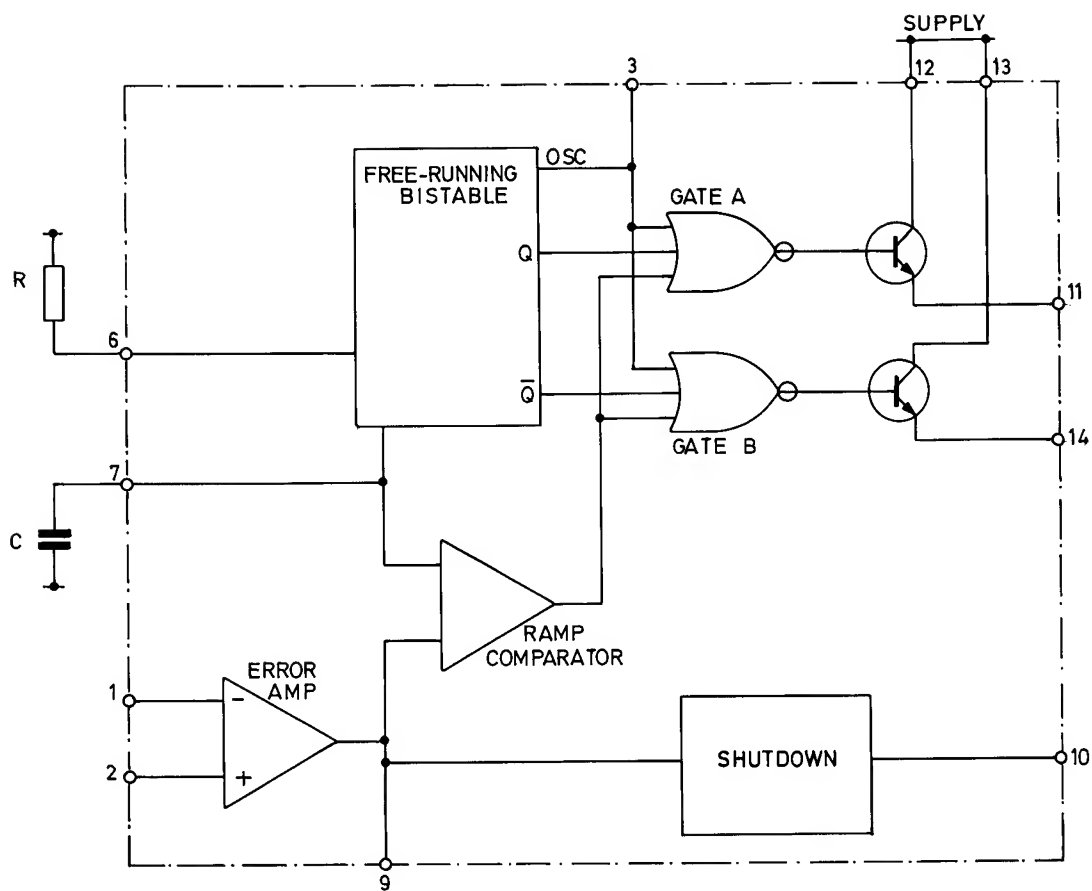 SUPPLY
3
12
13
OSC
FREE-RUNNING
BISTABLE
GATE A
Q
R
11
6
Q̅
GATE B
14
7
C
RAMP
COMPARATOR
ERROR
AMP
1
-
2
+
SHUTDOWN
10
9